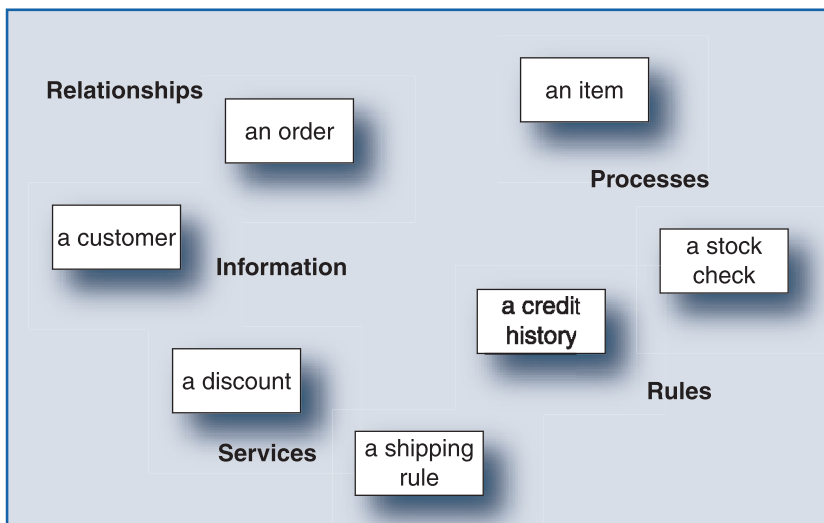 Relationships
an order
an item
Processes
a customer
Information
a stock
check
a credit
history
a discount
Rules
Services
a shipping
rule